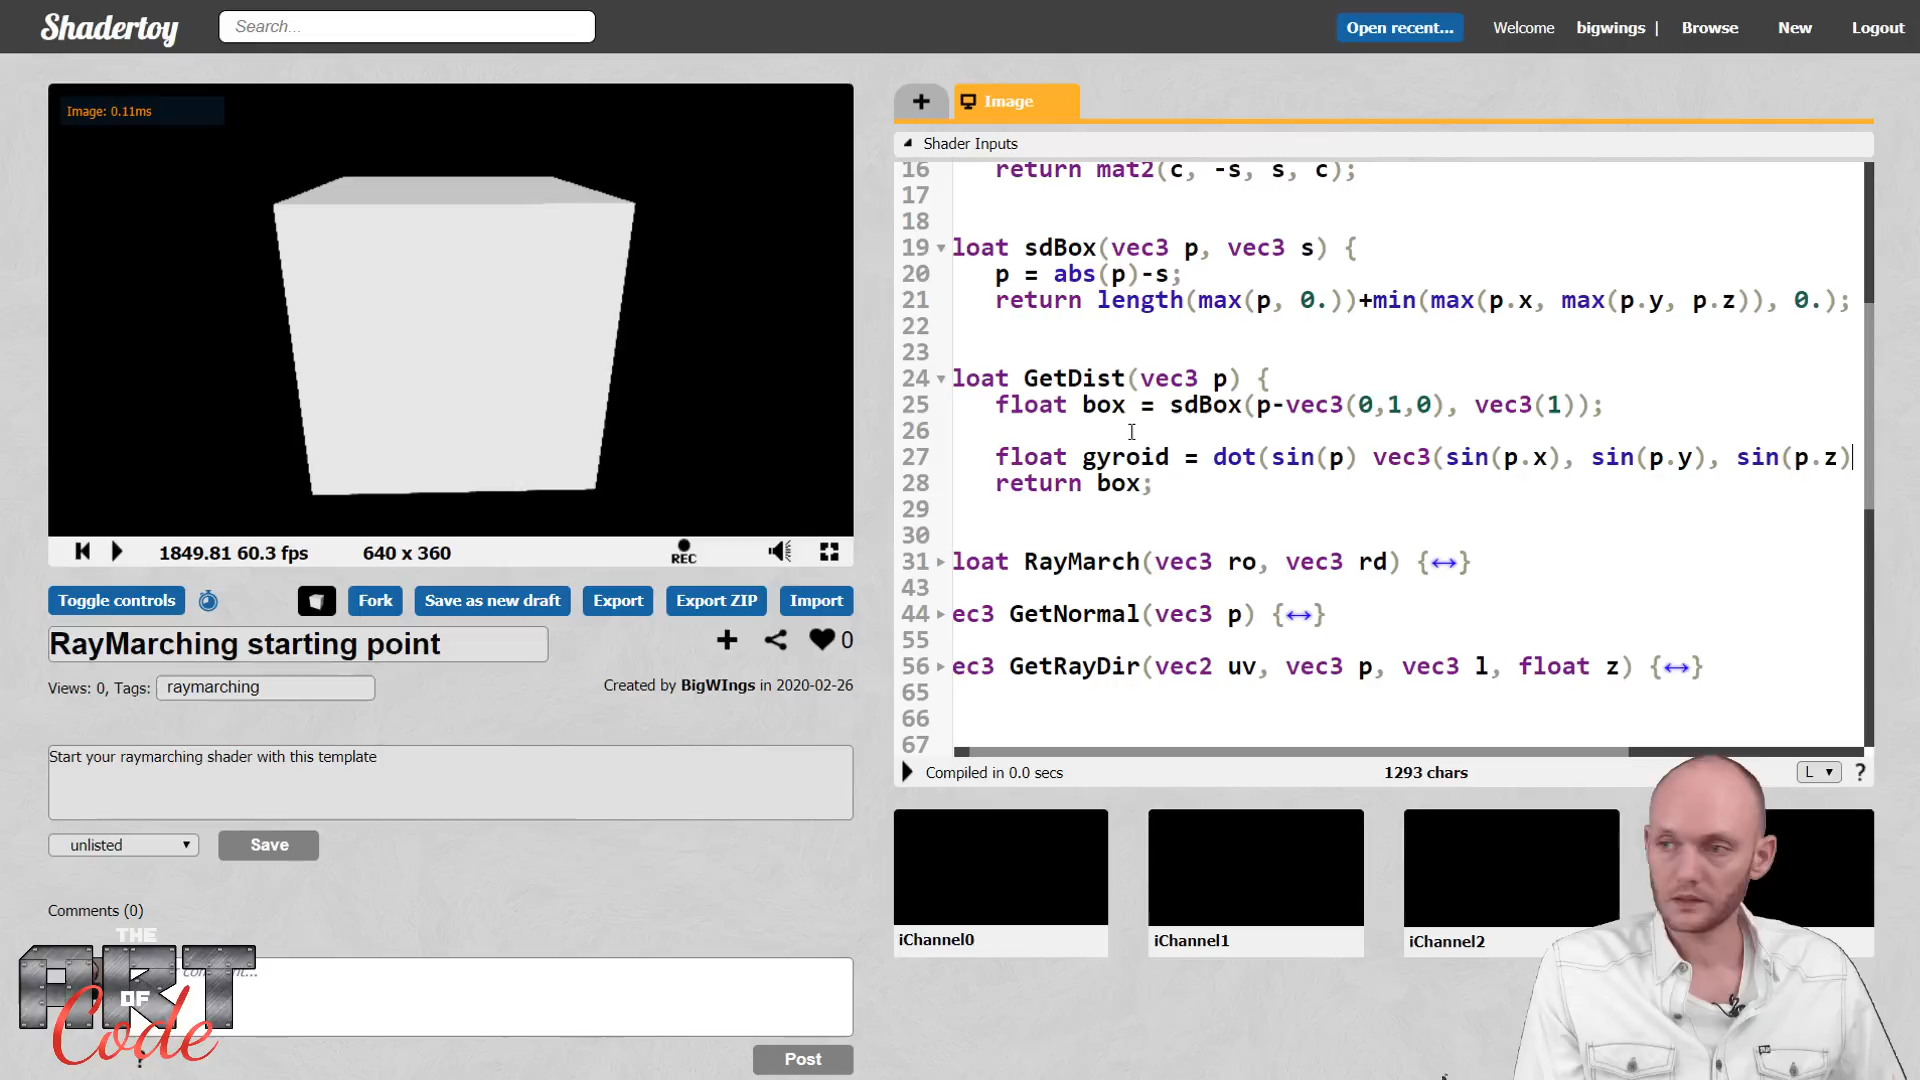 Shadertoy
Search...
Open recent...
Welcome bigwings |
Browse
New
Logout
Image: 0.11ms
1849.81 60.3 fps
640 x 360
REC
Toggle controls
Fork
Save as new draft
Export
Export ZIP
Import
RayMarching starting point
0
Views: 0, Tags: raymarching
Created by BigWIngs in 2020-02-26
Start your raymarching shader with this template
unlisted
Save
Comments (0)
THE
ART
OF
Code
Post
+
Image
Shader Inputs
16 return mat2(c, -s, s, c);
17
18
19 loat sdBox(vec3 p, vec3 s) {
20 p = abs(p)-s;
21 return length(max(p, 0.))+min(max(p.x, max(p.y, p.z)), 0.);
22
23
24 loat GetDist(vec3 p) {
25 float box = sdBox(p-vec3(0,1,0), vec3(1));
26
27 float gyroid = dot(sin(p) vec3(sin(p.x), sin(p.y), sin(p.z)
28 return box;
29
30
31 loat RayMarch(vec3 ro, vec3 rd) {↔}
43
44 ec3 GetNormal(vec3 p) {↔}
55
56 ec3 GetRayDir(vec2 uv, vec3 p, vec3 l, float z) {↔}
65
66
67
Compiled in 0.0 secs
1293 chars
L
?
iChannel0
iChannel1
iChannel2